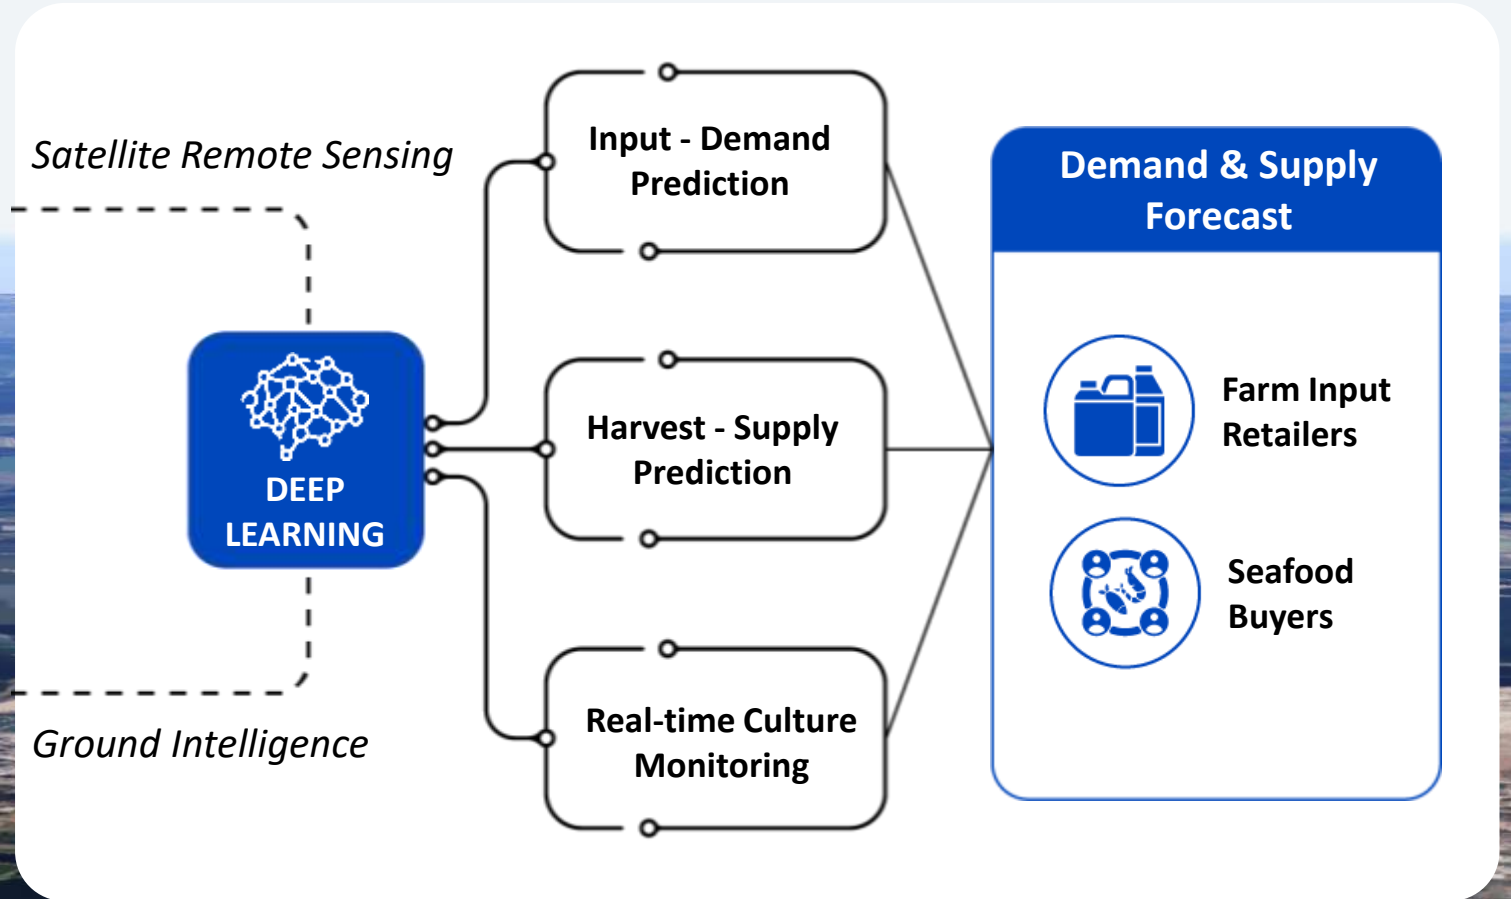 Satellite Remote Sensing
Ground Intelligence
DEEP
LEARNING
Input - Demand
Prediction
Harvest - Supply
Prediction
Real-time Culture
Monitoring
Demand & Supply
Forecast
Farm Input
Retailers
Seafood
Buyers